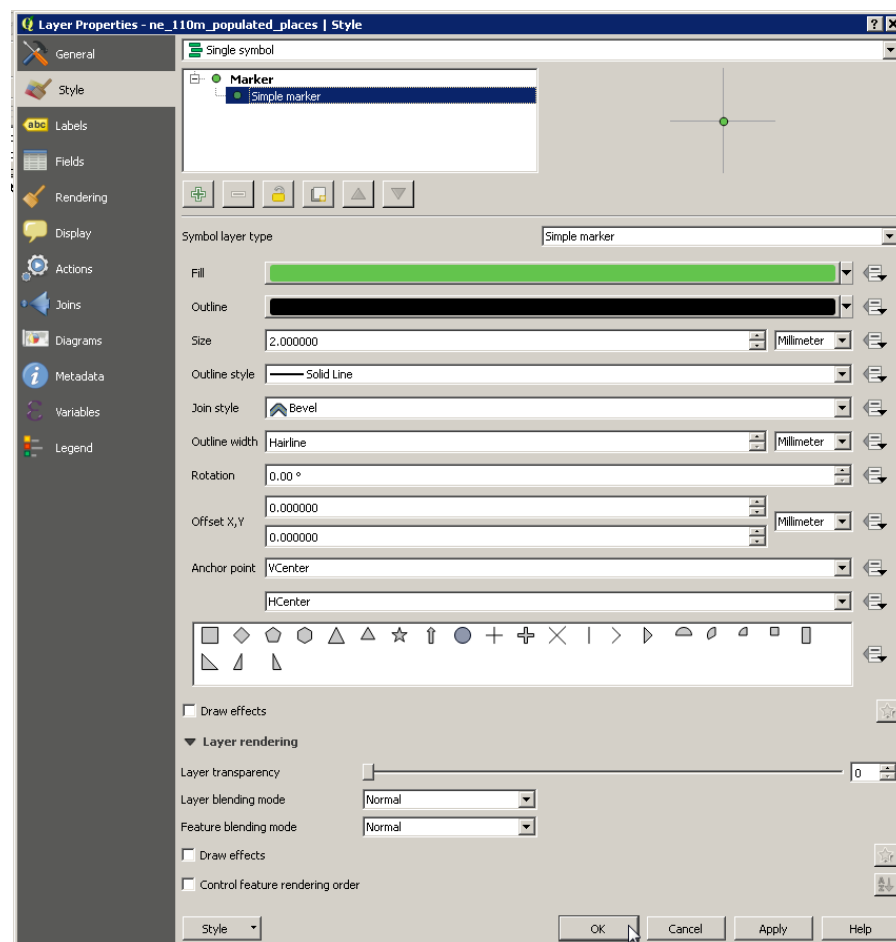 Layer Properties - ne_110m_populated_places | Style
General
Style
abc Labels
Fields
Rendering
Display
Actions
Joins
Diagrams
Metadata
Variables
Legend
Single symbol
Marker
Simple marker
Symbol layer type Simple marker
Fill
Outline
Size 2.000000 Millimeter
Outline style Solid Line
Join style Bevel
Outline width Hairline Millimeter
Rotation 0.00 °
Offset X,Y 0.000000 Millimeter
0.000000
Anchor point VCenter
HCenter
Draw effects
Layer rendering
Layer transparency 0
Layer blending mode Normal
Feature blending mode Normal
Draw effects
Control feature rendering order
Style OK Cancel Apply Help